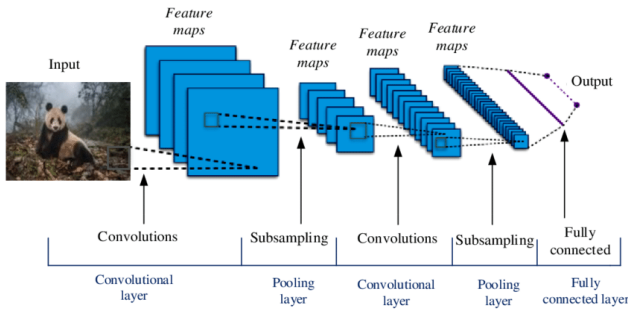 Feature
maps
Feature
maps
Feature
maps
Feature
maps
Input
Output
Convolutions
Subsampling
Convolutions
Subsampling
Fully
connected
Convolutional
layer
Pooling
layer
Convolutional
layer
Pooling
layer
Fully
connected layer